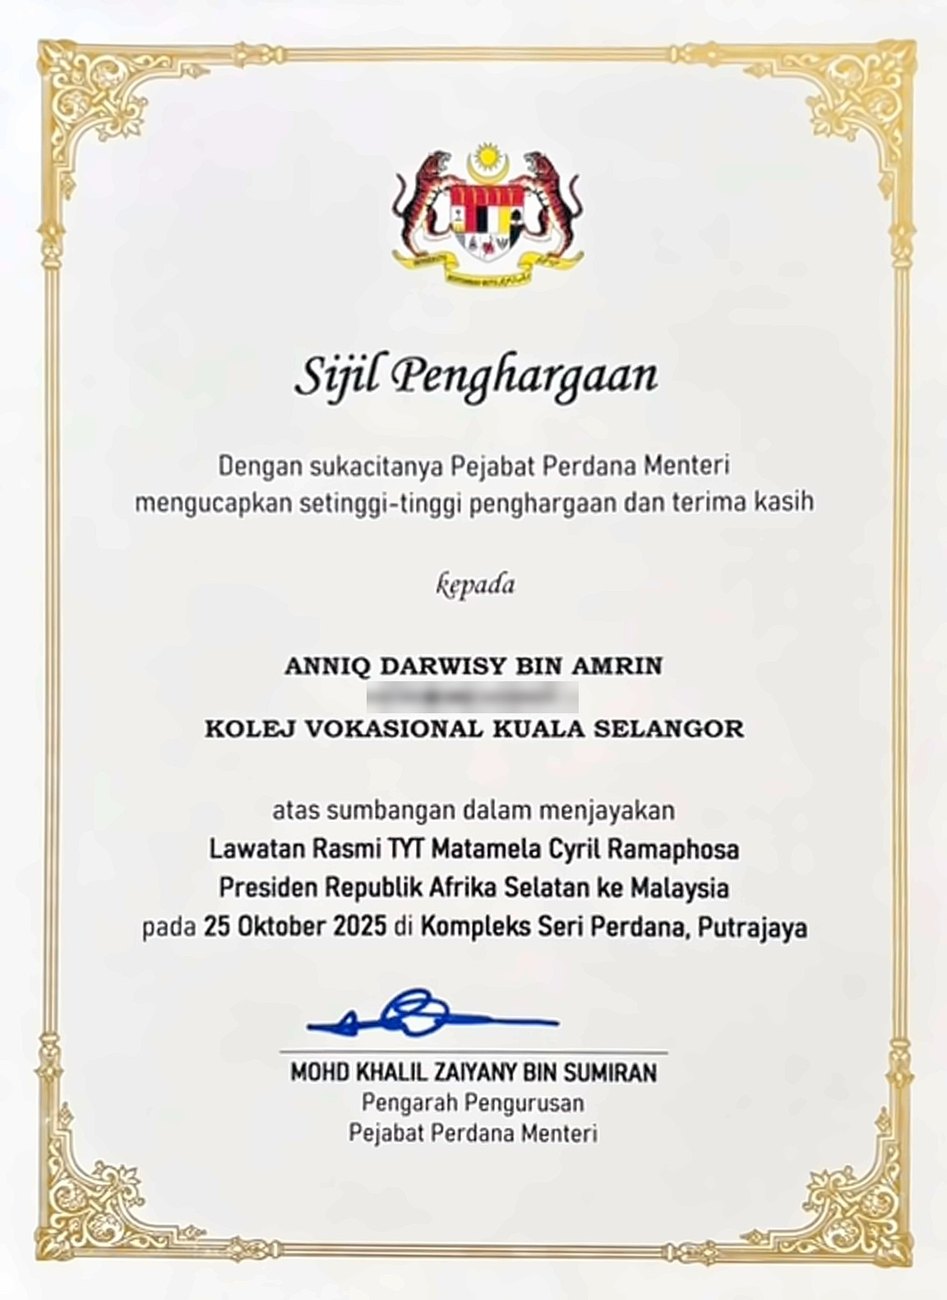 Sijil Penghargaan
Dengan sukacitanya Pejabat Perdana Menteri
mengucapkan setinggi-tinggi penghargaan dan terima kasih
kepada
ANNIQ DARWISY BIN AMRIN
KOLEJ VOKASIONAL KUALA SELANGOR
atas sumbangan dalam menjayakan
Lawatan Rasmi TYT Matamela Cyril Ramaphosa
Presiden Republik Afrika Selatan ke Malaysia
pada 25 Oktober 2025 di Kompleks Seri Perdana, Putrajaya
MOHD KHALIL ZAIYANY BIN SUMIRAN
Pengarah Pengurusan
Pejabat Perdana Menteri